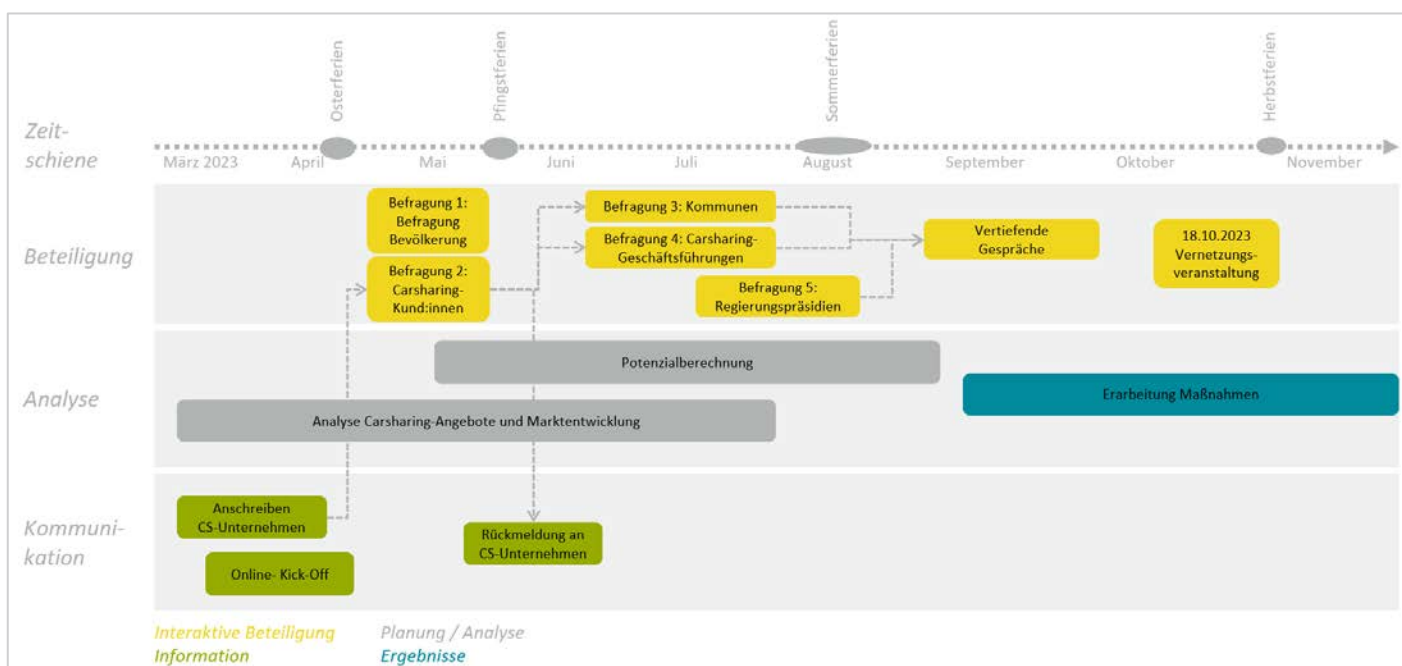 Osterferien
Pfingstferien
Sommerferien
Herbstferien
Zeit-
schiene
März 2023
April
Mai
Juni
Juli
August
September
Oktober
November
Beteiligung
Befragung 1:
Befragung
Bevölkerung
Befragung 2:
Carsharing-
Kund:innen
Befragung 3: Kommunen
Befragung 4: Carsharing-
Geschäftsführungen
Befragung 5:
Regierungspräsidien
Vertiefende
Gespräche
18.10.2023
Vernetzungs-
veranstaltung
Analyse
Potenzialberechnung
Erarbeitung Maßnahmen
Analyse Carsharing-Angebote und Marktentwicklung
Kommuni-
kation
Anschreiben
CS-Unternehmen
Online- Kick-Off
Rückmeldung an
CS-Unternehmen
Interaktive Beteiligung
Information
Planung / Analyse
Ergebnisse